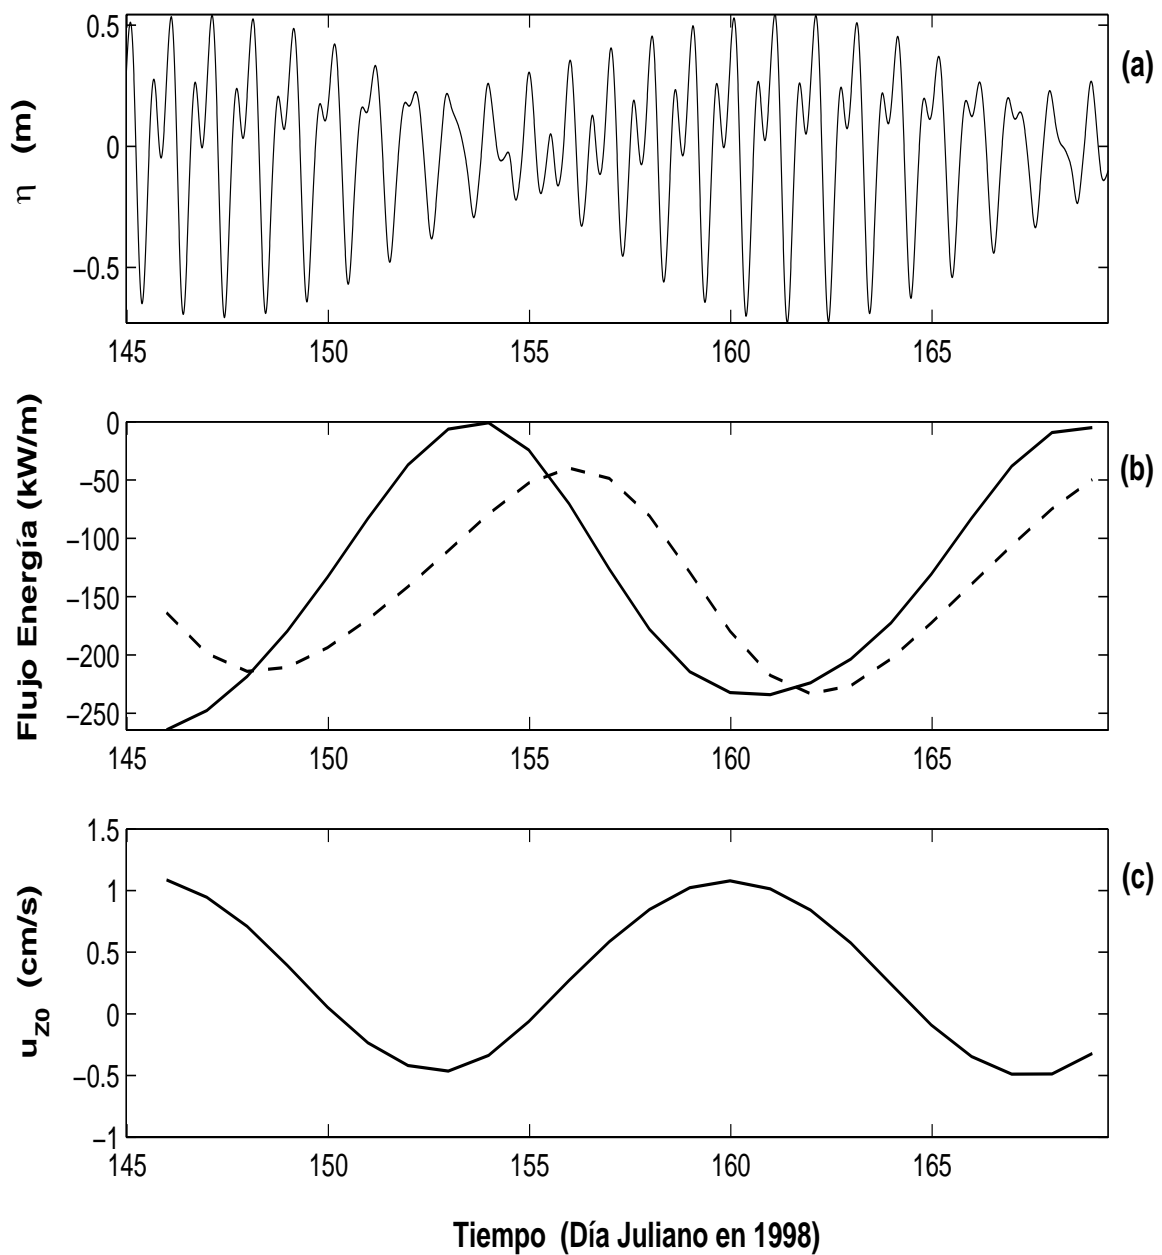 0.5
0
−0.5
η (m)
(a)
145 150 155 160 165
0
−50
−100
−150
−200
−250
Flujo Energía (kW/m)
(b)
145 150 155 160 165
1.5
1
0.5
0
−0.5
−1
u_Z0 (cm/s)
(c)
145 150 155 160 165
Tiempo (Día Juliano en 1998)